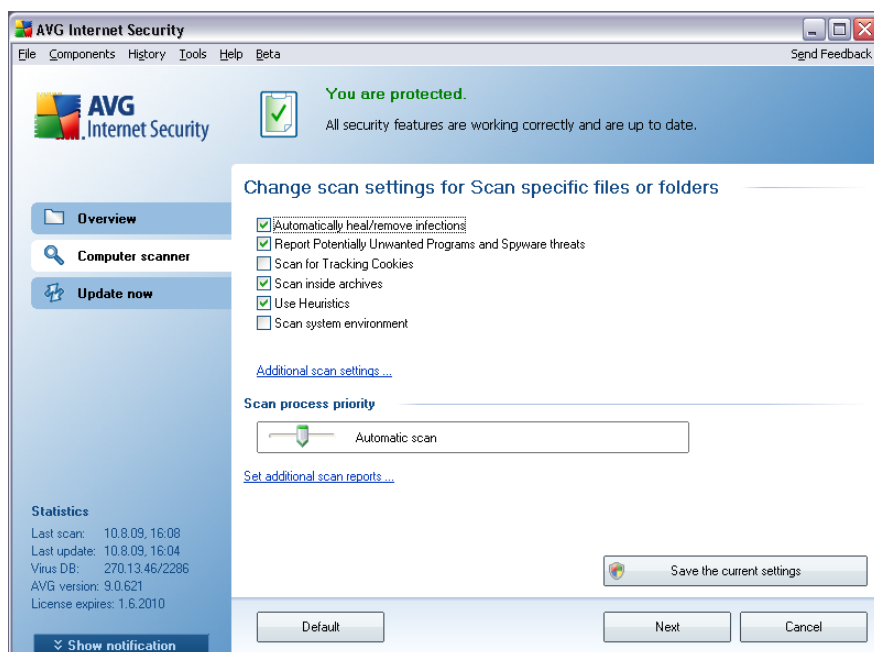 AVG Internet Security
File Components History Tools Help Beta Send Feedback
AVG
Internet Security
You are protected.
All security features are working correctly and are up to date.
Overview
Computer scanner
Update now
Change scan settings for Scan specific files or folders
Automatically heal/remove infections
Report Potentially Unwanted Programs and Spyware threats
Scan for Tracking Cookies
Scan inside archives
Use Heuristics
Scan system environment
Additional scan settings ...
Scan process priority
Automatic scan
Set additional scan reports ...
Statistics
Last scan: 10.8.09, 16:08
Last update: 10.8.09, 16:04
Virus DB: 270.13.46/2286
AVG version: 9.0.621
License expires: 1.6.2010
Show notification
Save the current settings
Default Next Cancel